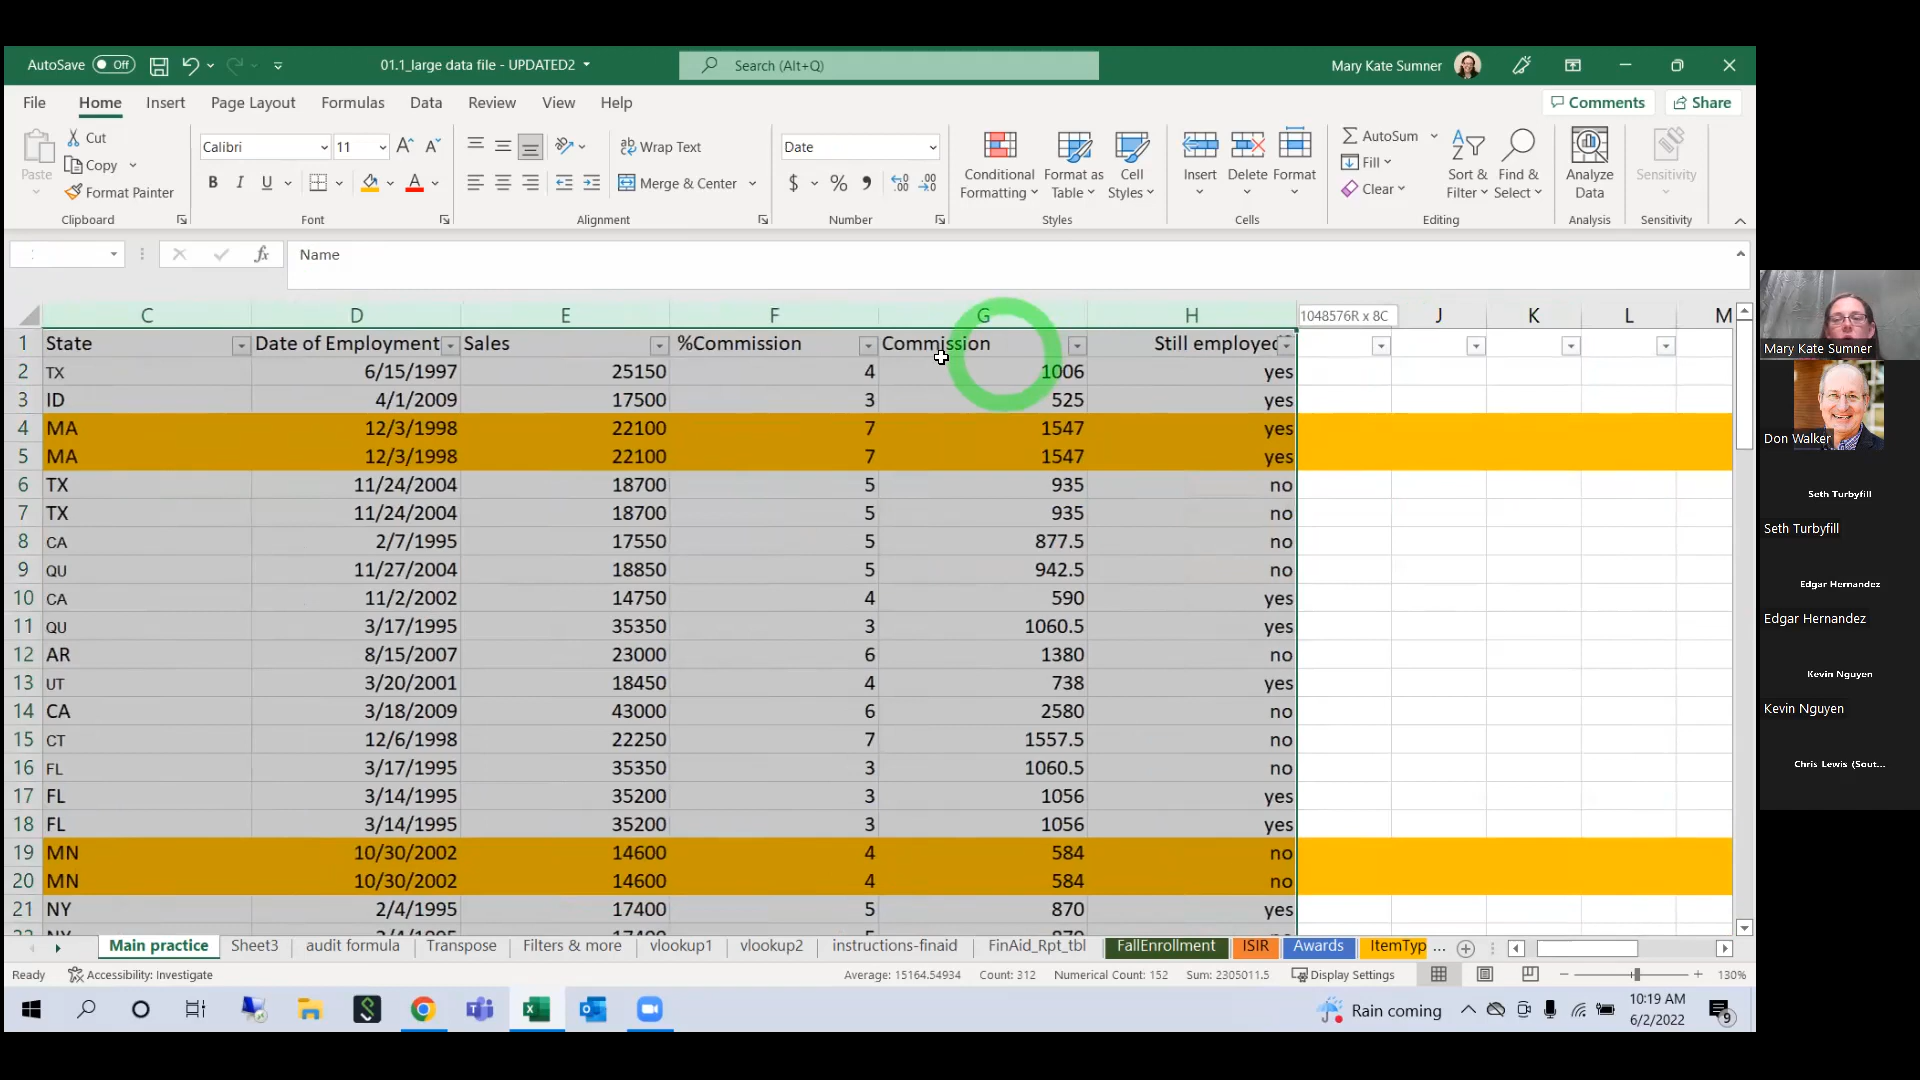 AutoSave Off 01.1_large data file - UPDATED2 Search (Alt+Q) Mary Kate Sumner
File Home Insert Page Layout Formulas Data Review View Help Comments Share
Paste Cut Copy Format Painter Clipboard
Calibri 11 B I U Font
Wrap Text Merge & Center Alignment
Date $ % Number
Conditional Formatting Format as Table Cell Styles Styles
Insert Delete Format Cells
AutoSum Fill Clear Sort & Filter Find & Select Editing
Analyze Data Analysis
Sensitivity Sensitivity
fx Name
C D E F G H 1048576R x 8C J K L M
1 State Date of Employment Sales %Commission Commission Still employed
2 TX 6/15/1997 25150 4 1006 yes
3 ID 4/1/2009 17500 3 525 yes
4 MA 12/3/1998 22100 7 1547 yes
5 MA 12/3/1998 22100 7 1547 yes
6 TX 11/24/2004 18700 5 935 no
7 TX 11/24/2004 18700 5 935 no
8 CA 2/7/1995 17550 5 877.5 no
9 QU 11/27/2004 18850 5 942.5 no
10 CA 11/2/2002 14750 4 590 yes
11 QU 3/17/1995 35350 3 1060.5 yes
12 AR 8/15/2007 23000 6 1380 no
13 UT 3/20/2001 18450 4 738 yes
14 CA 3/18/2009 43000 6 2580 no
15 CT 12/6/1998 22250 7 1557.5 no
16 FL 3/17/1995 35350 3 1060.5 no
17 FL 3/14/1995 35200 3 1056 yes
18 FL 3/14/1995 35200 3 1056 yes
19 MN 10/30/2002 14600 4 584 no
20 MN 10/30/2002 14600 4 584 no
21 NY 2/4/1995 17400 5 870 yes
Main practice Sheet3 audit formula Transpose Filters & more vlookup1 vlookup2 instructions-finaid FinAid_Rpt_tbl FallEnrollment ISIR Awards ItemTyp ...
Ready Accessibility: Investigate Average: 15164.54934 Count: 312 Numerical Count: 152 Sum: 2305011.5 Display Settings 130%
Rain coming 10:19 AM
6/2/2022 9
Mary Kate Sumner
Don Walker
Seth Turbyfill
Seth Turbyfill
Edgar Hernandez
Edgar Hernandez
Kevin Nguyen
Kevin Nguyen
Chris Lewis (Sout...